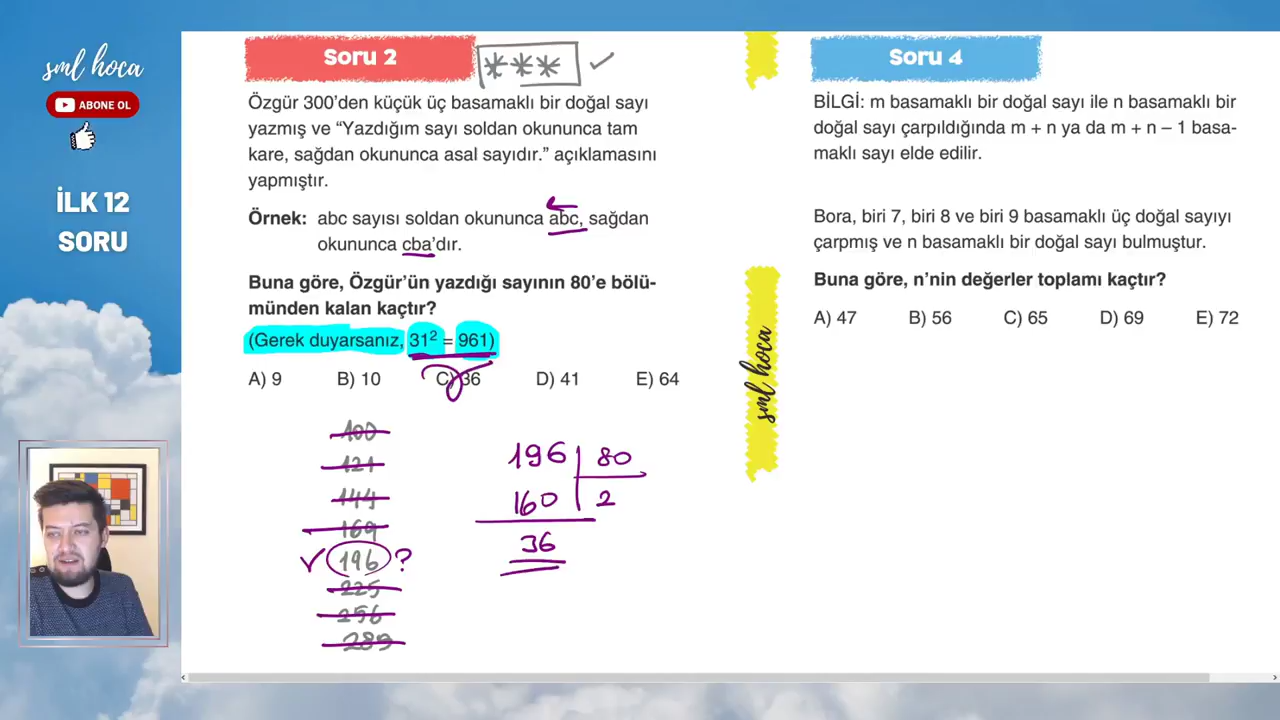 sml hoca
ABONE OL
İLK 12
SORU
Soru 2
***
Özgür 300'den küçük üç basamaklı bir doğal sayı
yazmış ve “Yazdığım sayı soldan okununca tam
kare, sağdan okununca asal sayıdır.” açıklamasını
yapmıştır.
Örnek: abc sayısı soldan okununca abc, sağdan
okununca cba'dır.
Buna göre, Özgür'ün yazdığı sayının 80'e bölü-
münden kalan kaçtır?
(Gerek duyarsanız, 31² = 961)
A) 9 B) 10 C) 36 D) 41 E) 64
100
121
144
169
196 ?
225
256
289
196 80
160 2
36
sml hoca
Soru 4
BİLGİ: m basamaklı bir doğal sayı ile n basamaklı bir
doğal sayı çarpıldığında m + n ya da m + n – 1 basa-
maklı sayı elde edilir.
Bora, biri 7, biri 8 ve biri 9 basamaklı üç doğal sayıyı
çarpmış ve n basamaklı bir doğal sayı bulmuştur.
Buna göre, n'nin değerler toplamı kaçtır?
A) 47 B) 56 C) 65 D) 69 E) 72